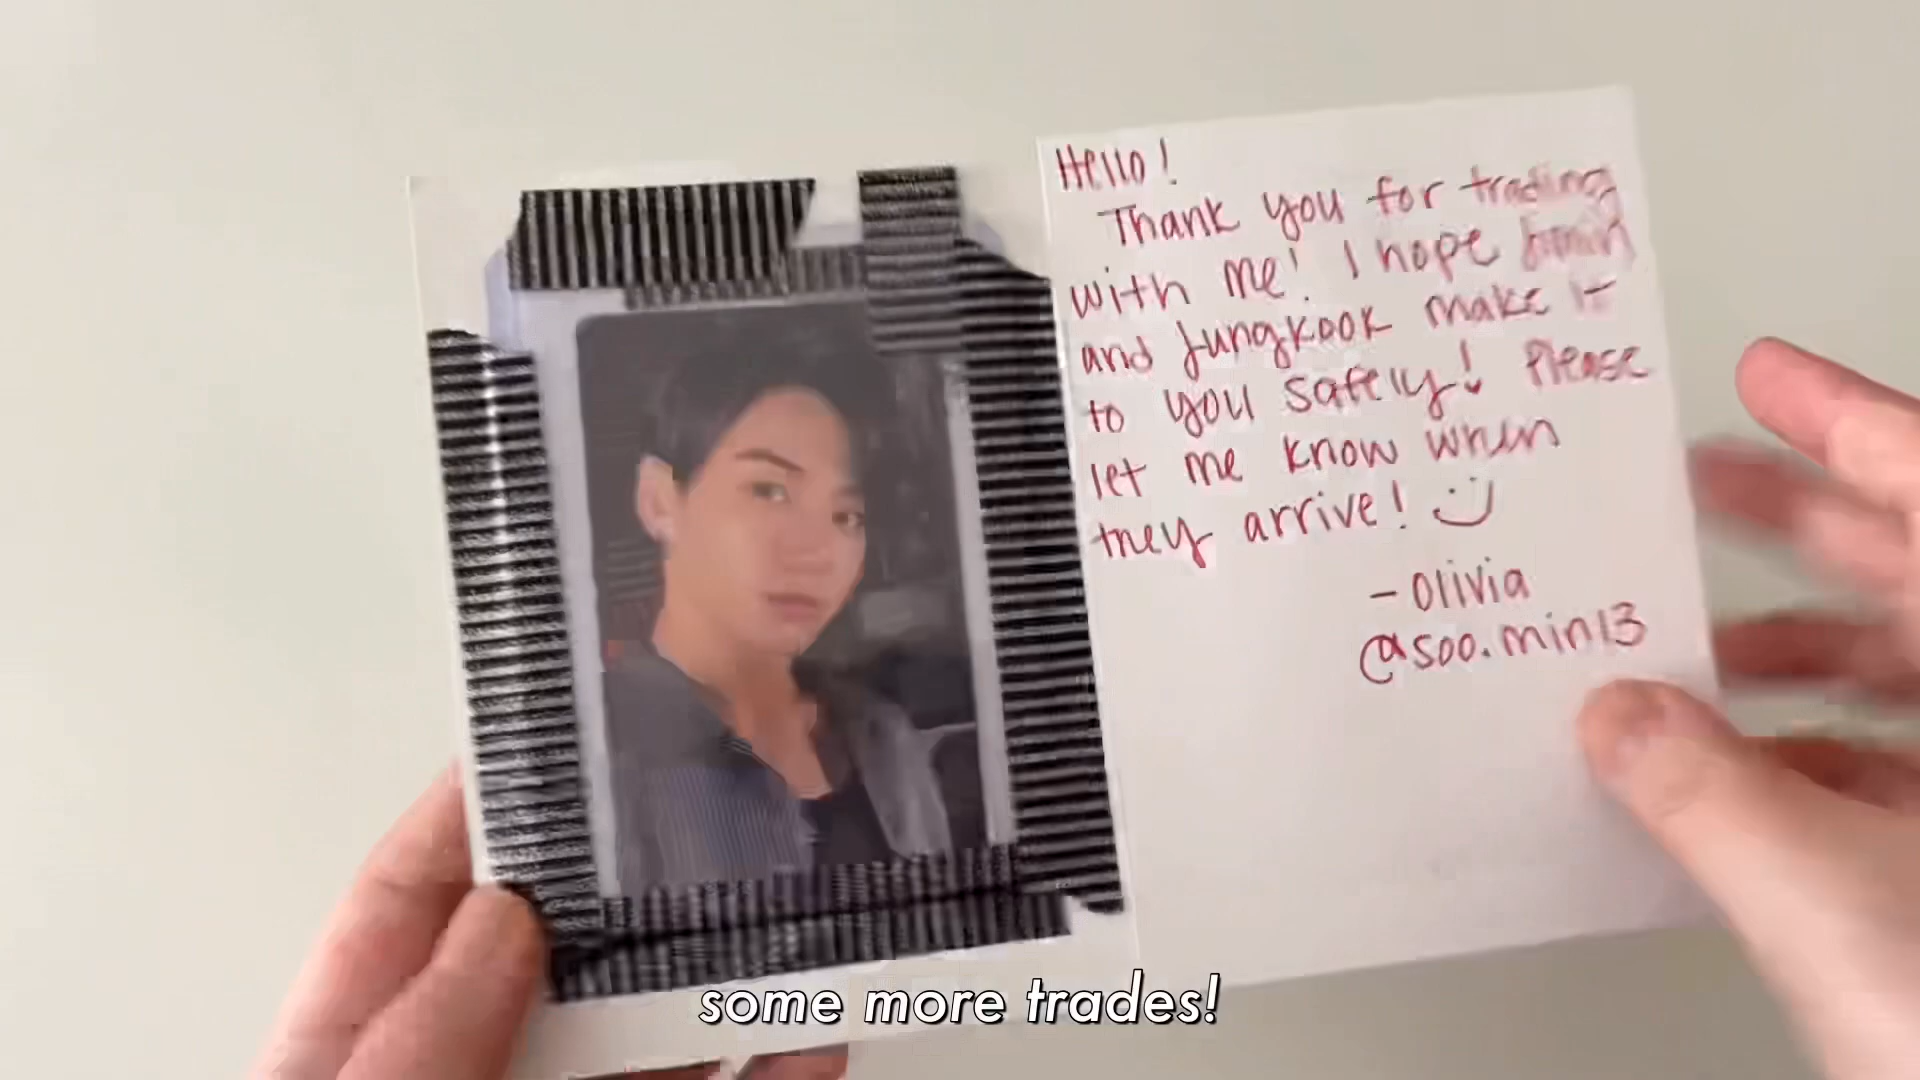 Hello!
Thank you for trading
with me! I hope
and Jungkook make it
to you safely! Please
let me know when
they arrive! :)
- Olivia
@soo.min13
some more trades!